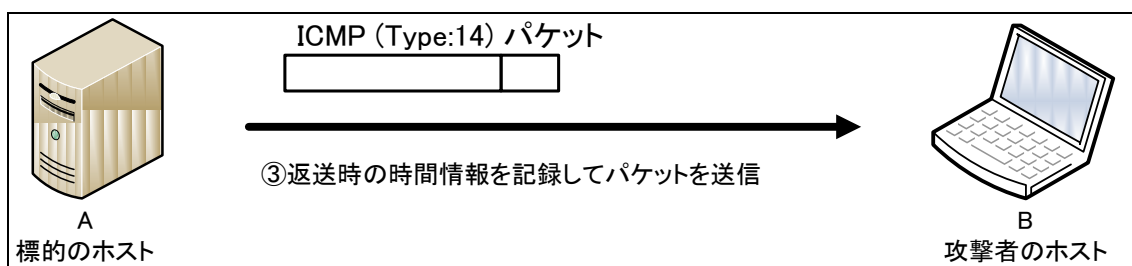 ICMP (Type:14) パケット
③返送時の時間情報を記録してパケットを送信
A
標的のホスト
B
攻撃者のホスト